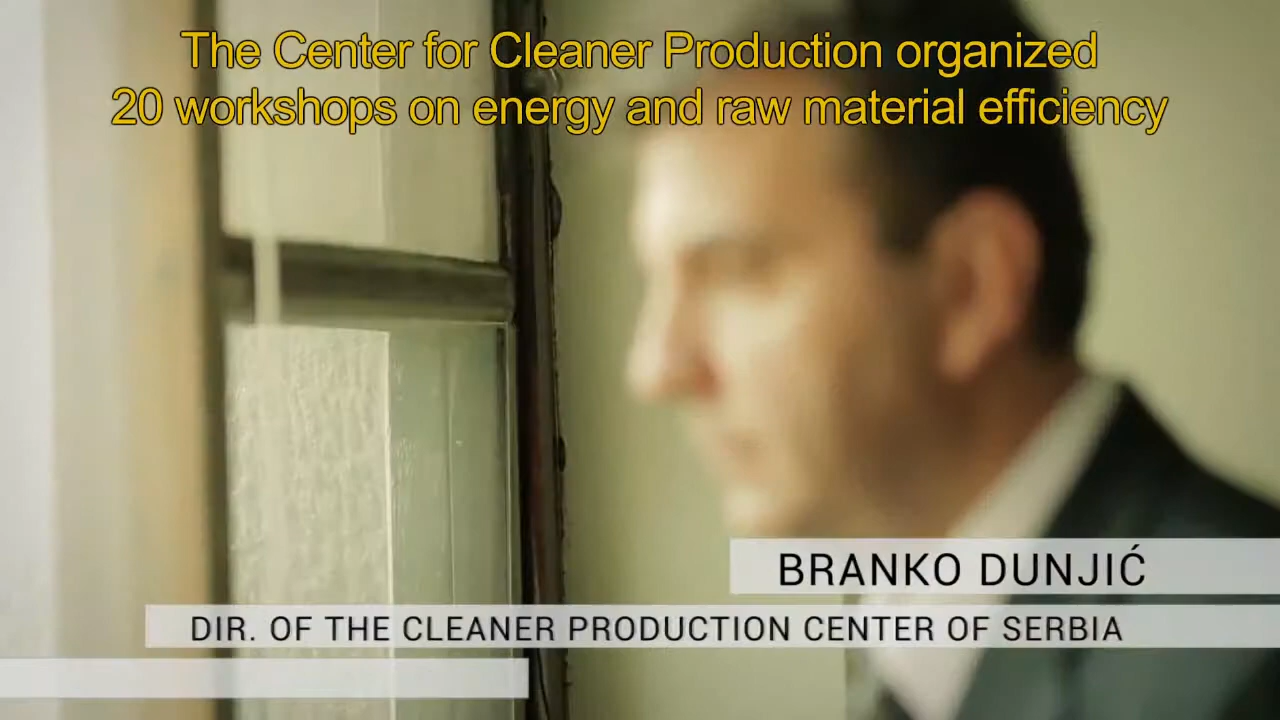 The Center for Cleaner Production organized
20 workshops on energy and raw material efficiency
BRANKO DUNJIĆ
DIR. OF THE CLEANER PRODUCTION CENTER OF SERBIA